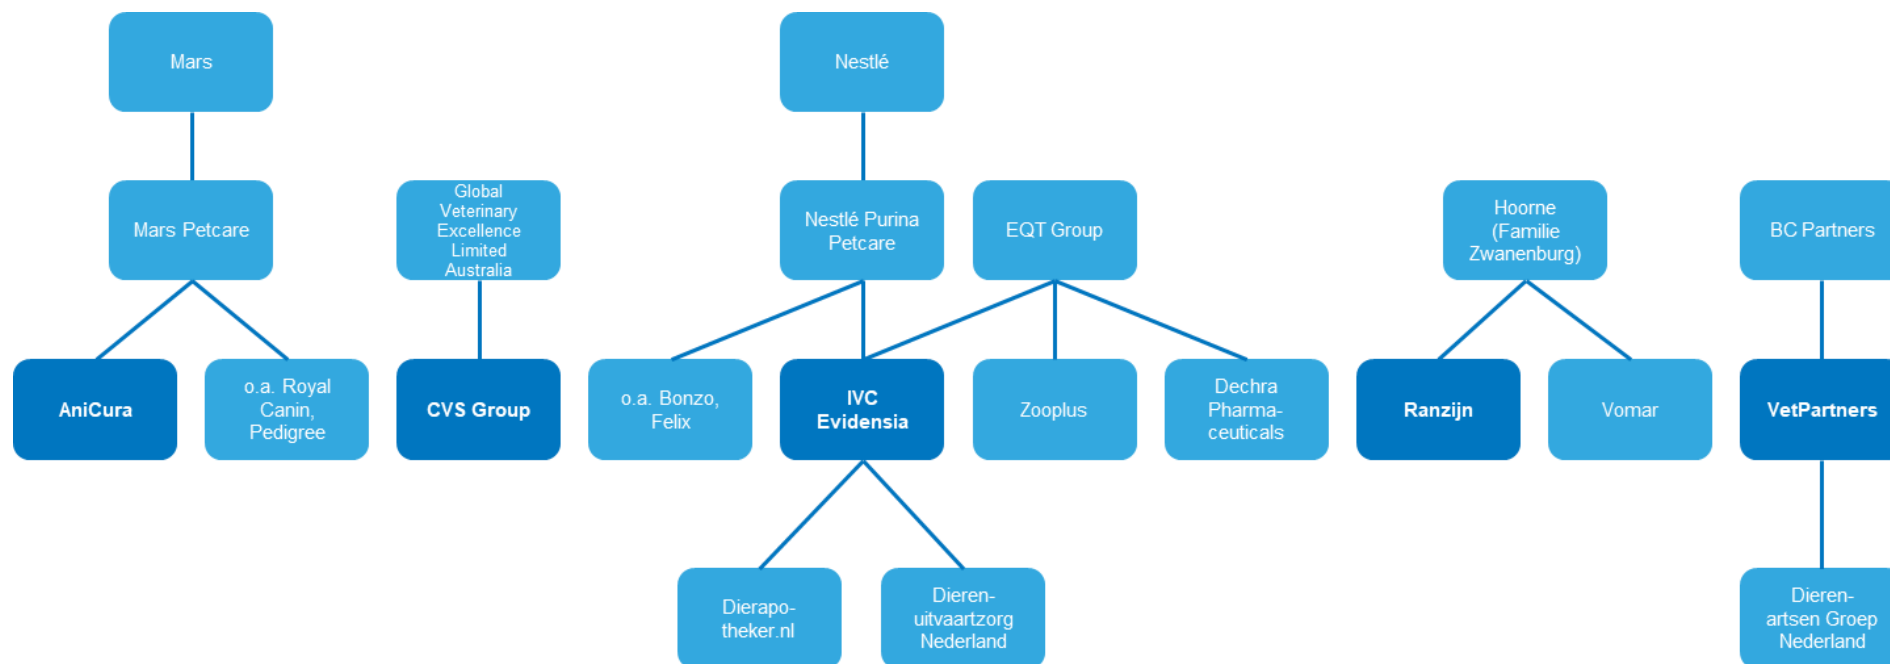 Mars
Nestlé
Mars Petcare
Global
Veterinary
Excellence
Limited
Australia
Nestlé Purina
Petcare
EQT Group
Hoorne
(Familie
Zwanenburg)
BC Partners
AniCura
o.a. Royal
Canin,
Pedigree
CVS Group
o.a. Bonzo,
Felix
IVC
Evidensia
Zooplus
Dechra
Pharma-
ceuticals
Ranzijn
Vomar
VetPartners
Dierapo-
theker.nl
Dieren-
uitvaartzorg
Nederland
Dieren-
artsen Groep
Nederland